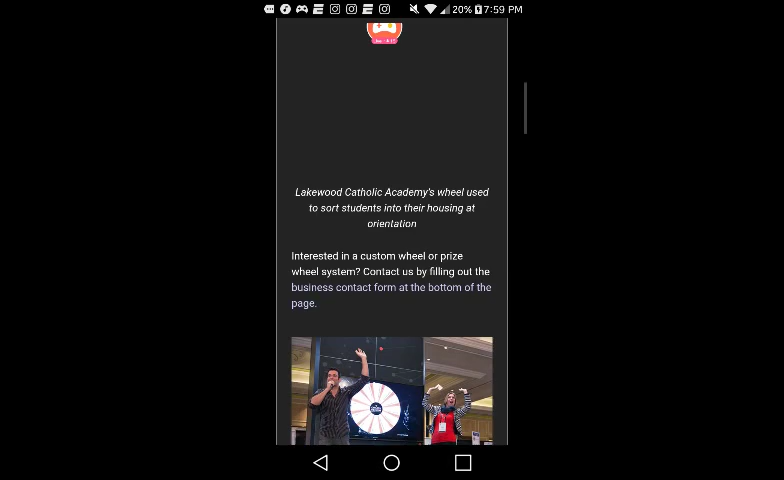 20% 7:59 PM
Lakewood Catholic Academy's wheel used
to sort students into their housing at
orientation
Interested in a custom wheel or prize
wheel system? Contact us by filling out the
business contact form at the bottom of the
page.